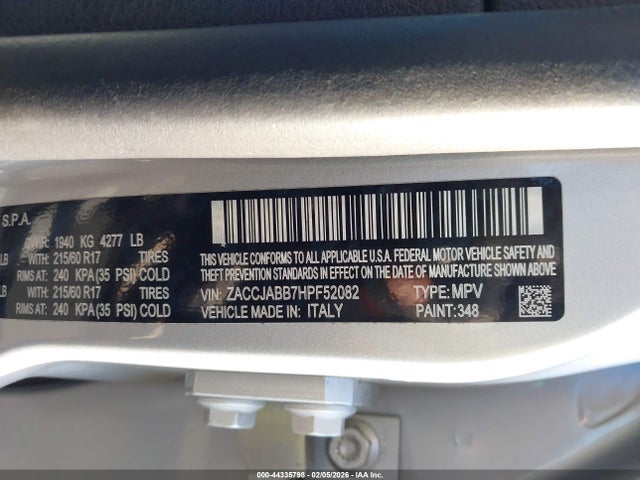 S.P.A.
GVWR: 1940 KG 4277 LB
LB WITH 215/60 R17 TIRES
RIMS AT: 240 KPA (35 PSI) COLD
LB WITH 215/60 R17 TIRES
RIMS AT: 240 KPA (35 PSI) COLD
THIS VEHICLE CONFORMS TO ALL APPLICABLE U.S.A. FEDERAL MOTOR VEHICLE SAFETY, BUMPER, AND
THEFT PREVENTION STANDARDS IN EFFECT ON THE DATE OF MANUFACTURE SHOWN ABOVE.
VIN: ZACCJABB7HPF52082 TYPE: MPV
VEHICLE MADE IN: ITALY PAINT:348
000-44335798 - 02/05/2026 - IAA Inc.